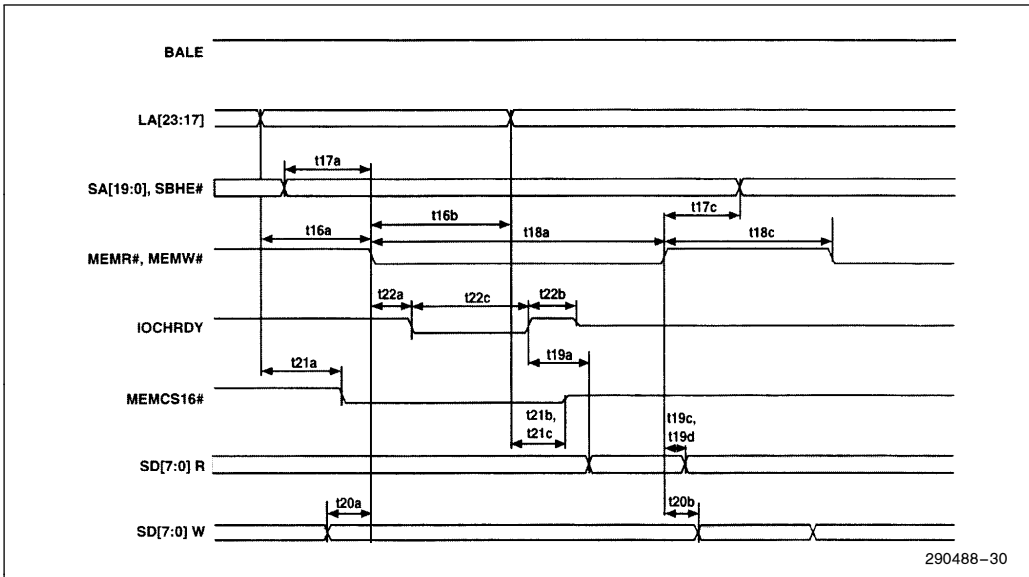 BALE
LA[23:17]
t17a
SA[19:0], SBHE#
t17c
t16b
t16a
t18a
t18c
MEMR#, MEMW#
t22a
t22c
t22b
IOCHRDY
t19a
t21a
MEMCS16#
t21b,
t21c
t19c,
t19d
SD[7:0] R
t20a
t20b
SD[7:0] W
290488–30